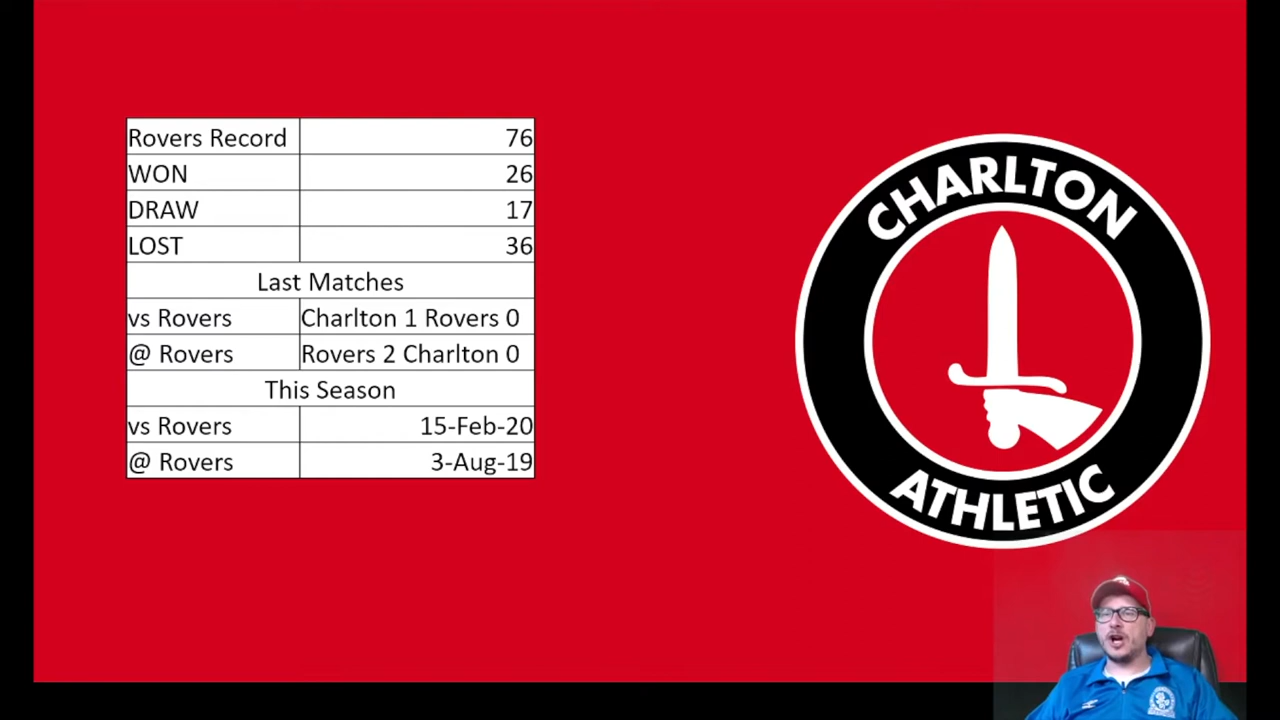 Rovers Record 76
WON 26
DRAW 17
LOST 36
Last Matches
vs Rovers Charlton 1 Rovers 0
@ Rovers Rovers 2 Charlton 0
This Season
vs Rovers 15-Feb-20
@ Rovers 3-Aug-19
CHARLTON
ATHLETIC